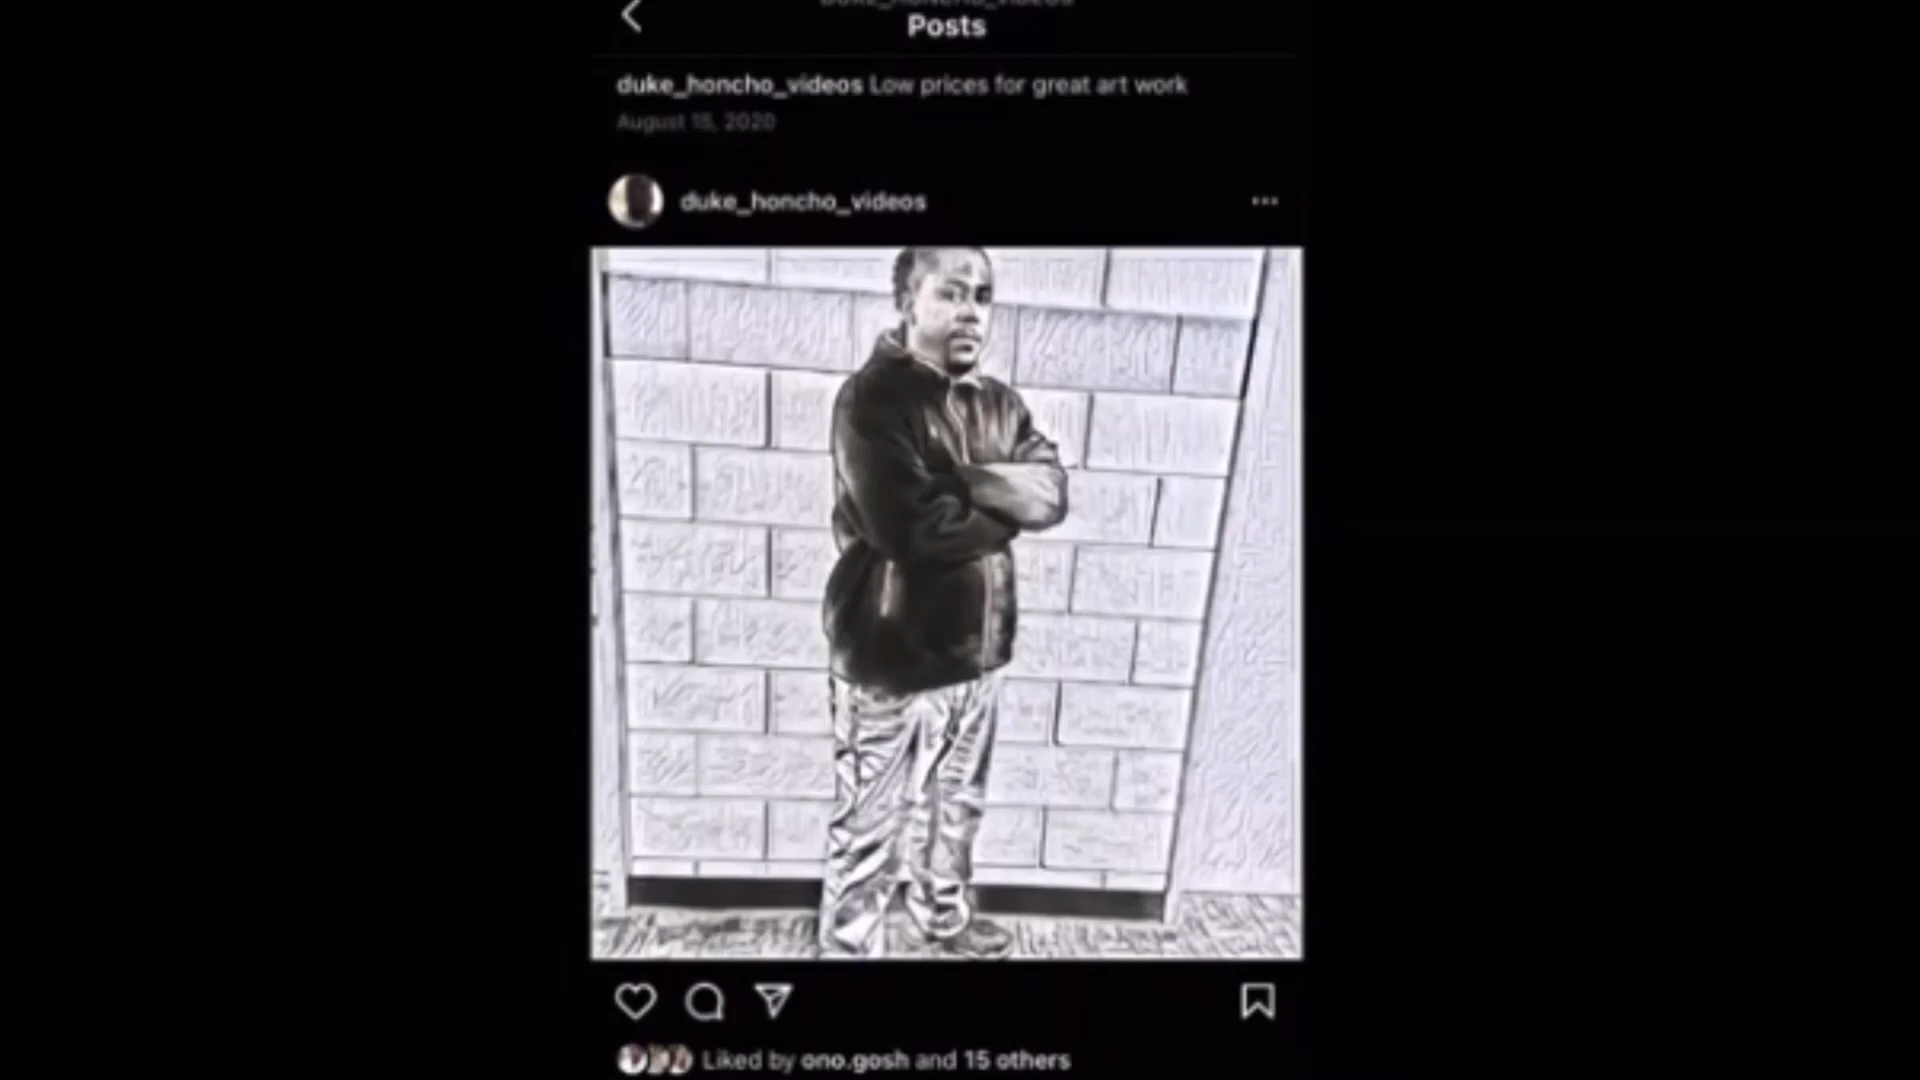 Posts
duke_honcho_videos Low prices for great art work
August 15, 2020
duke_honcho_videos
Liked by ono.gosh and 15 others